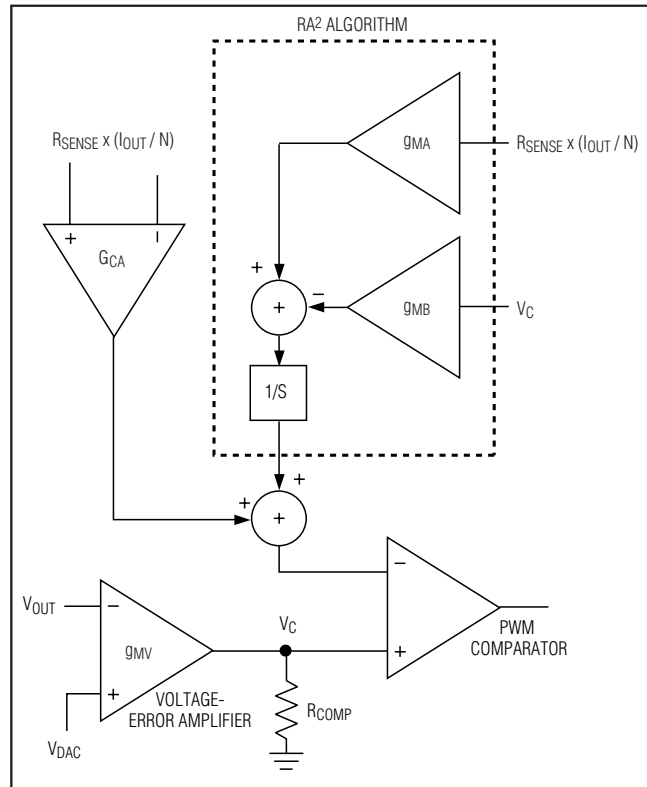 RA² ALGORITHM
RSENSE x (IOUT / N)
gMA
RSENSE x (IOUT / N)
+ −
GCA
+
−
+
gMB
VC
1/S
+
+
+
−
VOUT
−
gMV
VC
+
PWM
COMPARATOR
+
VOLTAGE-
ERROR AMPLIFIER
RCOMP
VDAC